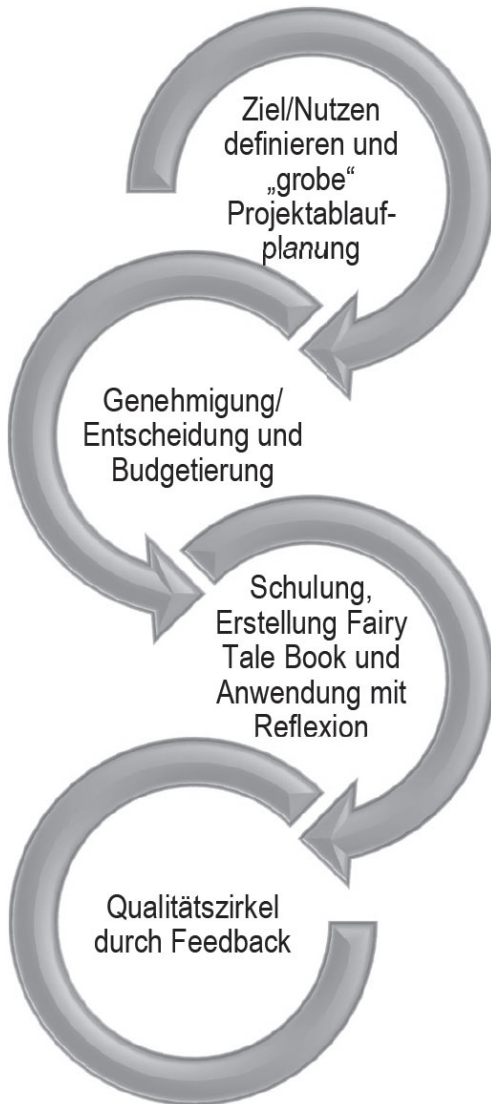 Ziel/Nutzen
definieren und
„grobe“
Projektablauf-
planung
Genehmigung/
Entscheidung und
Budgetierung
Schulung,
Erstellung Fairy
Tale Book und
Anwendung mit
Reflexion
Qualitätszirkel
durch Feedback